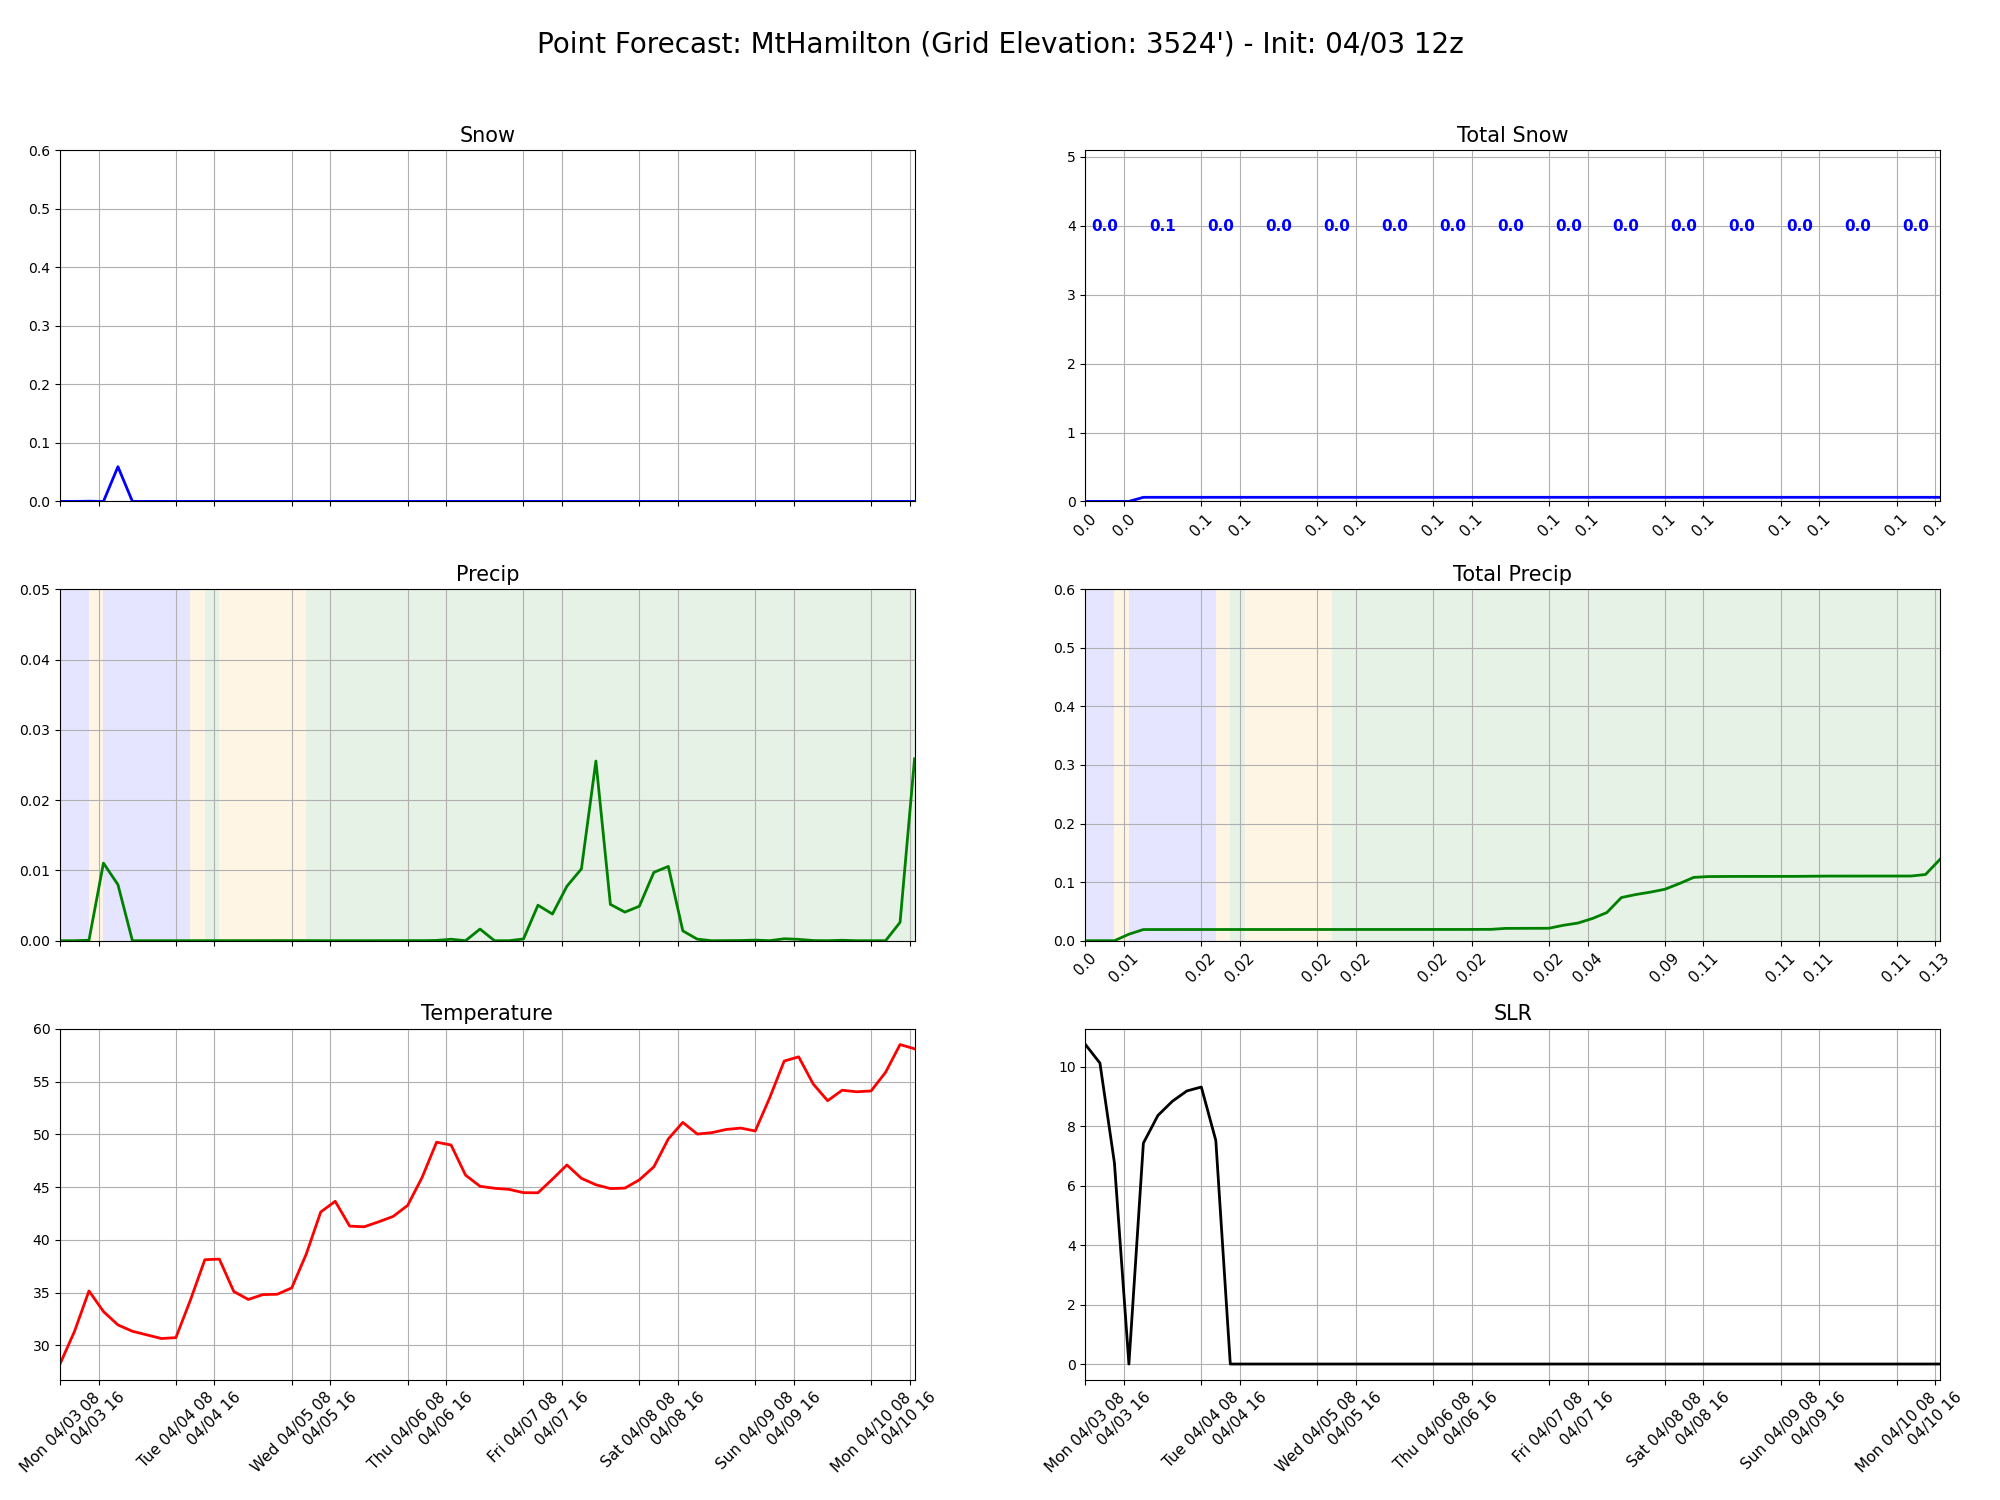 Point Forecast: MtHamilton (Grid Elevation: 3524') - Init: 04/03 12z
Snow
0.6
0.5
0.4
0.3
0.2
0.1
0.0
Total Snow
5
4
3
2
1
0
0.0 0.1 0.0 0.0 0.0 0.0 0.0 0.0 0.0 0.0 0.0 0.0 0.0 0.0 0.0
0.0 0.0 0.1 0.1 0.1 0.1 0.1 0.1 0.1 0.1 0.1 0.1 0.1 0.1 0.1 0.1
Precip
0.05
0.04
0.03
0.02
0.01
0.00
Total Precip
0.6
0.5
0.4
0.3
0.2
0.1
0.0
0.0 0.01 0.02 0.02 0.02 0.02 0.02 0.02 0.02 0.04 0.09 0.11 0.11 0.11 0.11 0.13
Temperature
60
55
50
45
40
35
30
Mon 04/03 08
04/03 16
Tue 04/04 08
04/04 16
Wed 04/05 08
04/05 16
Thu 04/06 08
04/06 16
Fri 04/07 08
04/07 16
Sat 04/08 08
04/08 16
Sun 04/09 08
04/09 16
Mon 04/10 08
04/10 16
SLR
10
8
6
4
2
0
Mon 04/03 08
04/03 16
Tue 04/04 08
04/04 16
Wed 04/05 08
04/05 16
Thu 04/06 08
04/06 16
Fri 04/07 08
04/07 16
Sat 04/08 08
04/08 16
Sun 04/09 08
04/09 16
Mon 04/10 08
04/10 16